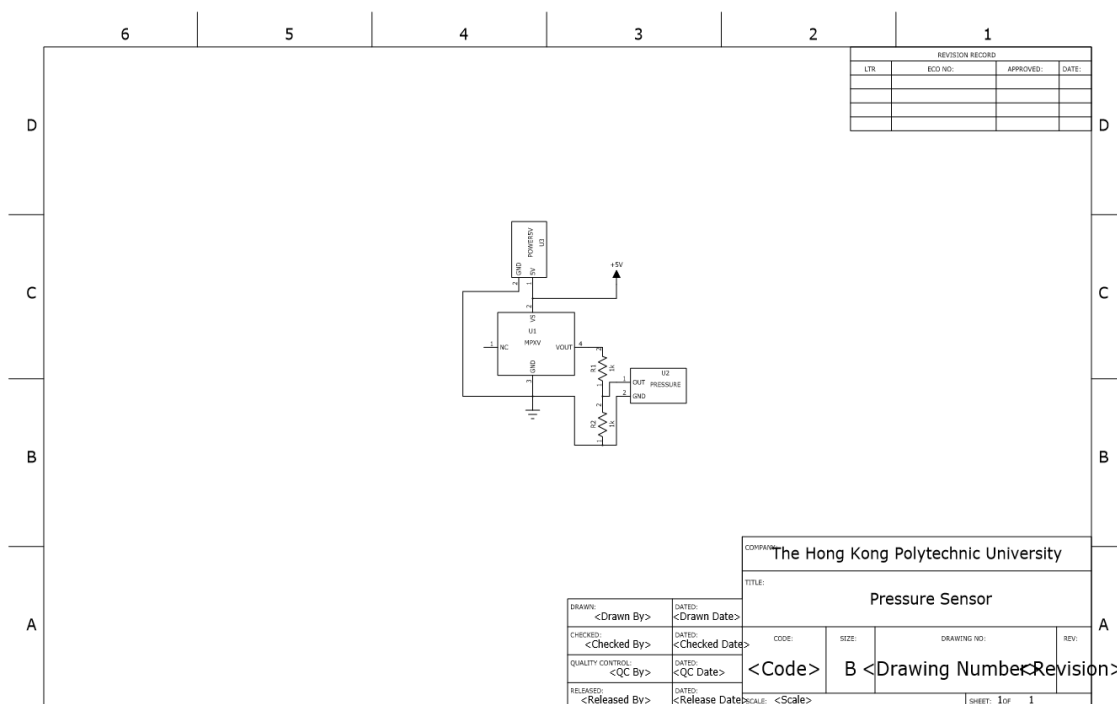 6 5 4 3 2 1
REVISION RECORD
LTR ECO NO: APPROVED: DATE:
D D
POWER5V U3
GND 5V
2 1
+5V
C C
2
VS
U1
MPXV
1 NC VOUT 4
GND
3
2
R1 1k
1
U2
PRESSURE
1 OUT
2 GND
2
R2 1k
1
B B
COMPANY:
The Hong Kong Polytechnic University
TITLE:
Pressure Sensor
A A
DRAWN: <Drawn By> DATED: <Drawn Date>
CHECKED: <Checked By> DATED: <Checked Date>
QUALITY CONTROL: <QC By> DATED: <QC Date>
RELEASED: <Released By> DATED: <Release Date>
CODE: SIZE: DRAWING NO: REV:
<Code> B <Drawing Number> <Revision>
SCALE: <Scale> SHEET: 1 OF 1